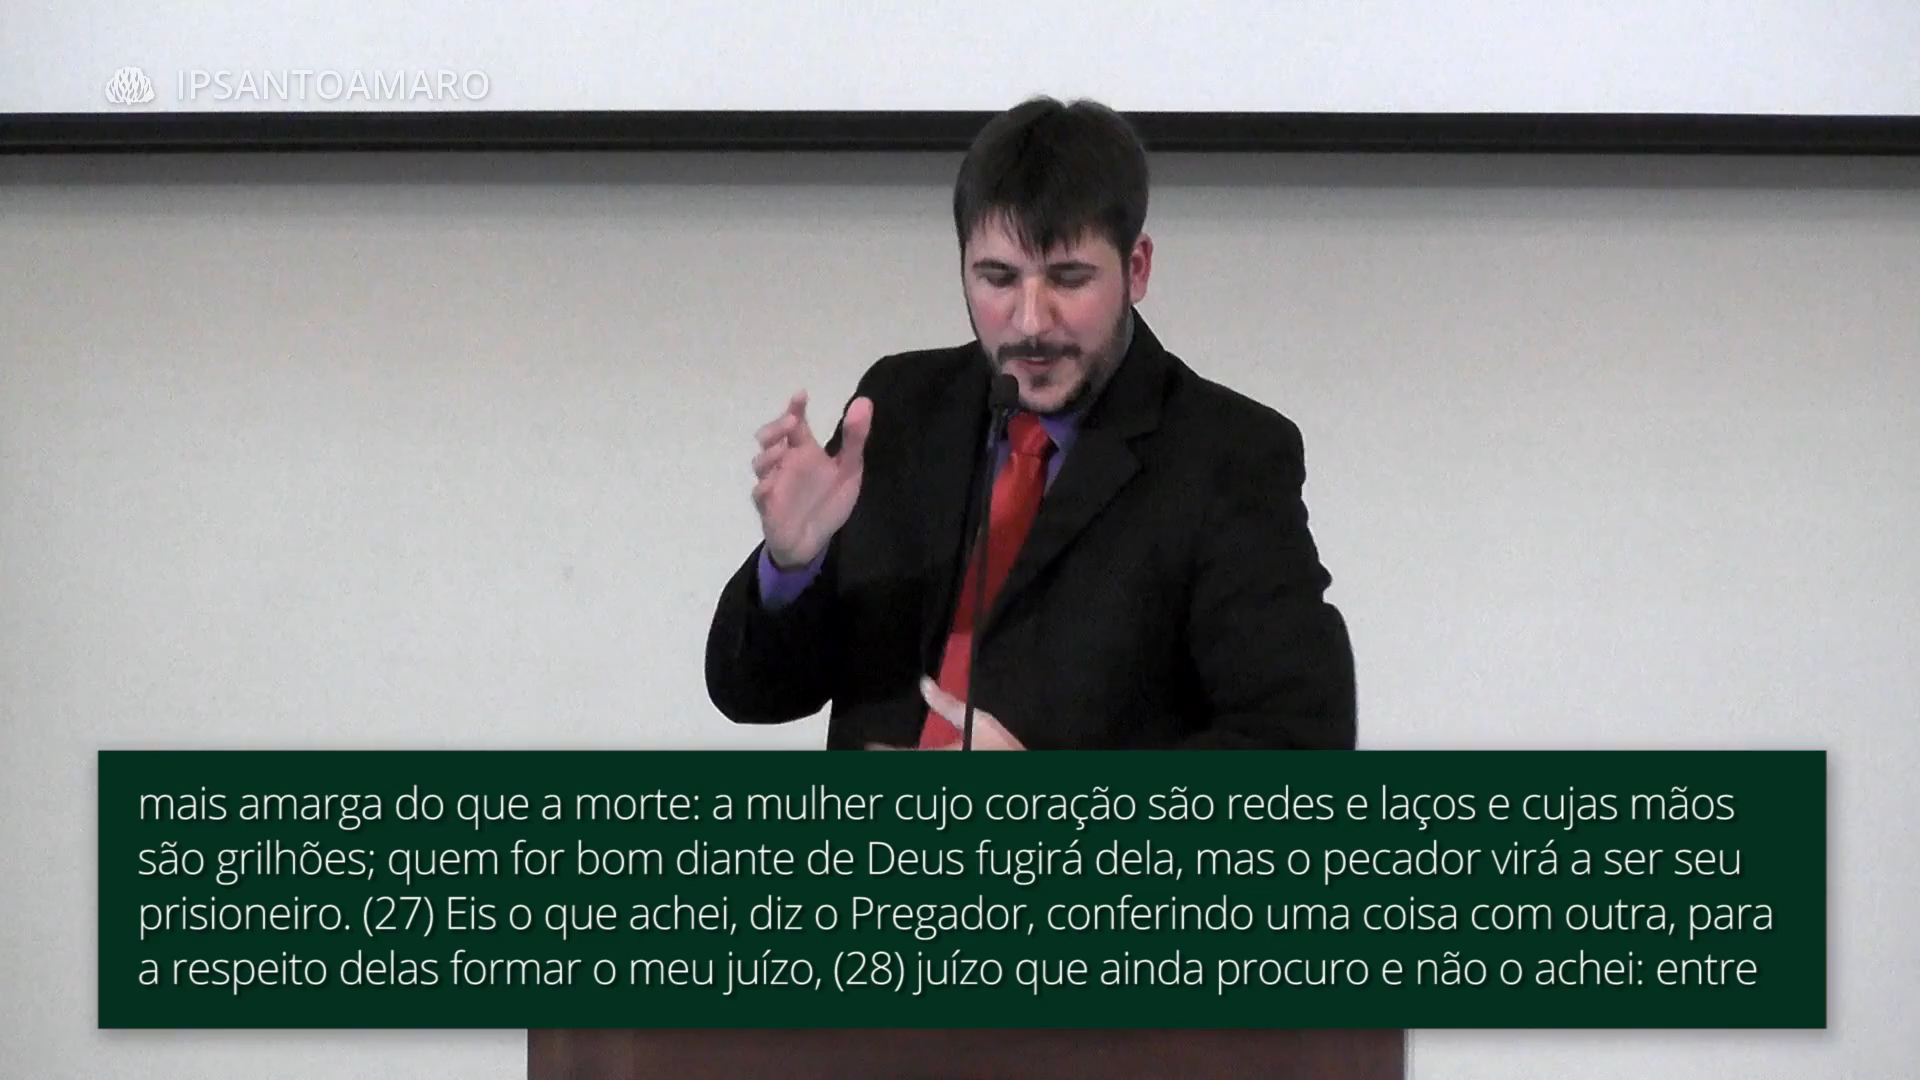 IPSANTOAMARO
mais amarga do que a morte: a mulher cujo coração são redes e laços e cujas mãos
são grilhões; quem for bom diante de Deus fugirá dela, mas o pecador virá a ser seu
prisioneiro. (27) Eis o que achei, diz o Pregador, conferindo uma coisa com outra, para
a respeito delas formar o meu juízo, (28) juízo que ainda procuro e não o achei: entre